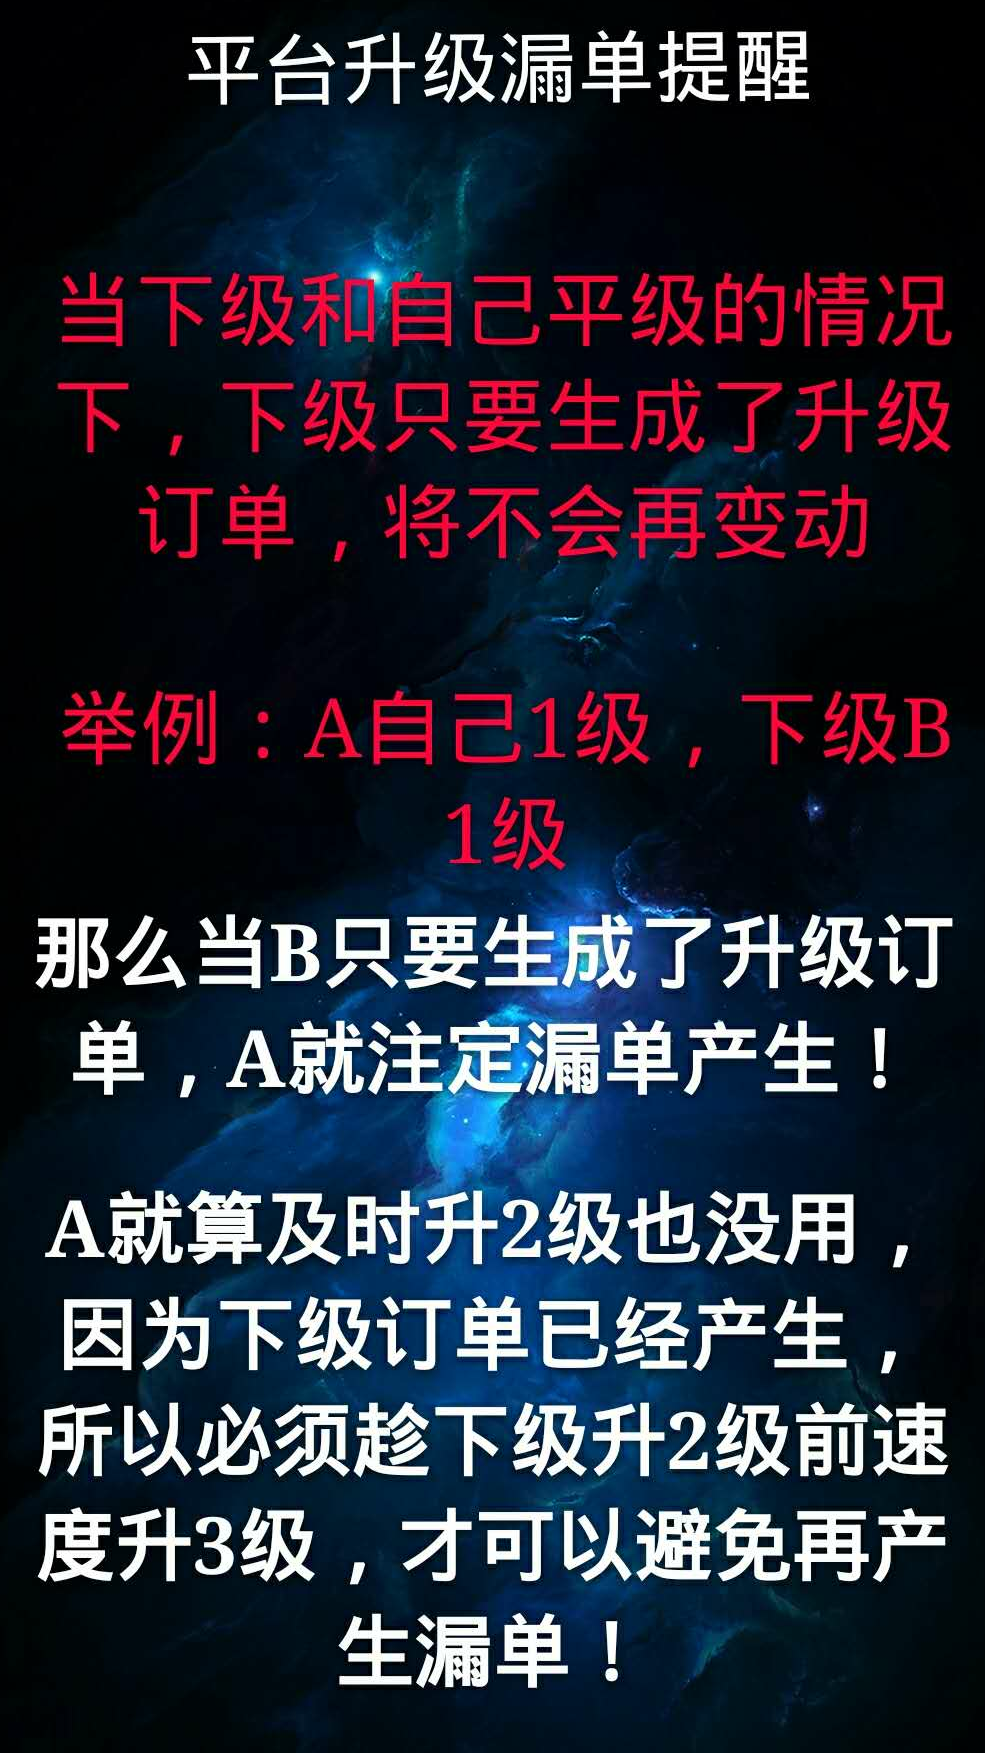 平台升级漏单提醒
当下级和自己平级的情况
下，下级只要生成了升级
订单，将不会再变动
举例：A自己1级，下级B
1级
那么当B只要生成了升级订
单，A就注定漏单产生！
A就算及时升2级也没用，
因为下级订单已经产生，
所以必须趁下级升2级前速
度升3级，才可以避免再产
生漏单！